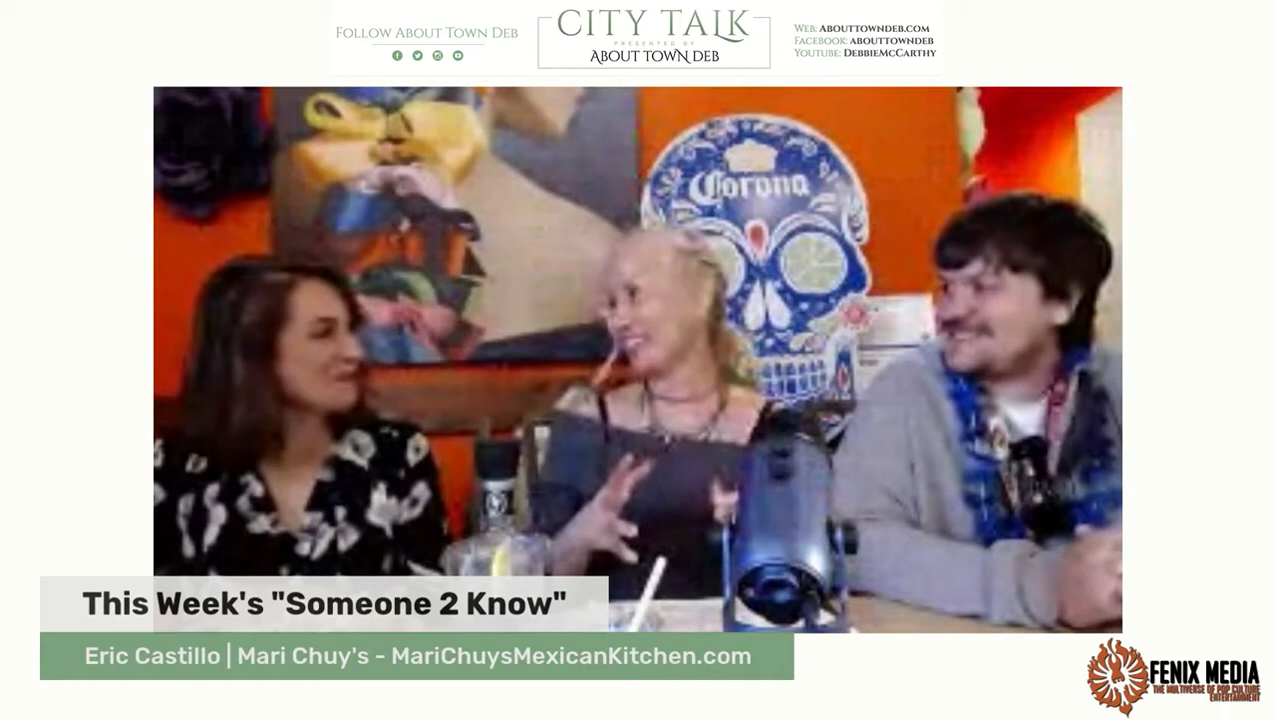 FOLLOW ABOUT TOWN DEB
CITY TALK
PRESENTED BY
ABOUT TOWN DEB
WEB: ABOUTTOWNDEB.COM
FACEBOOK: ABOUTTOWNDEB
YOUTUBE: DEBBIEMCCARTHY
Corona
This Week's "Someone 2 Know"
Eric Castillo | Mari Chuy's - MariChuysMexicanKitchen.com
FENIX MEDIA
THE MULTIVERSE OF POP CULTURE
ENTERTAINMENT